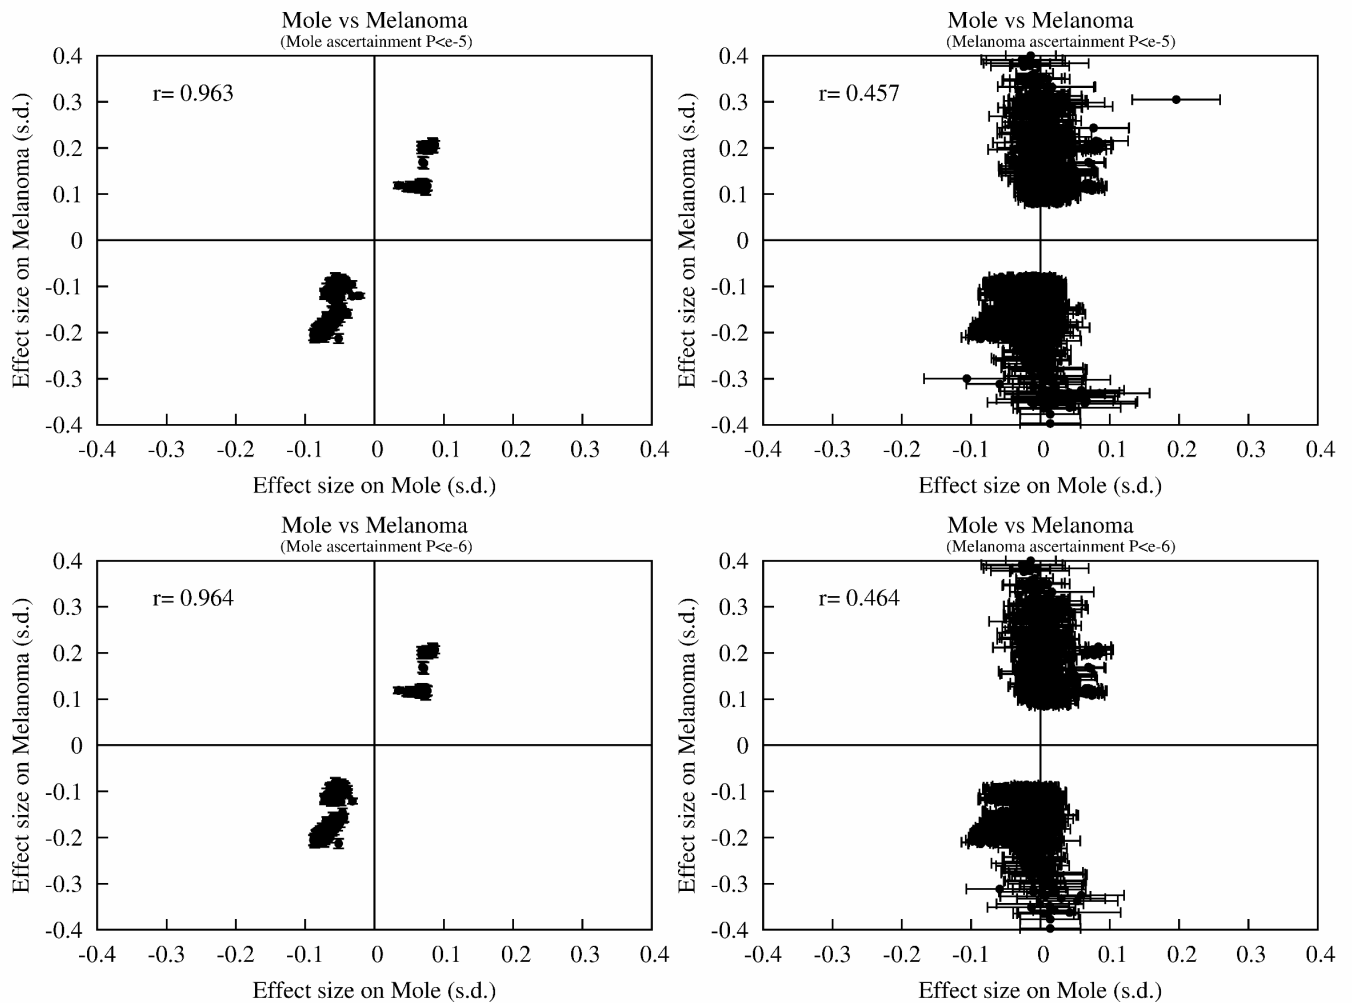 Mole vs Melanoma
(Mole ascertainment P<e-5)
r= 0.963
0.4
0.3
0.2
0.1
0
-0.1
-0.2
-0.3
-0.4
Effect size on Melanoma (s.d.)
-0.4 -0.3 -0.2 -0.1 0 0.1 0.2 0.3 0.4
Effect size on Mole (s.d.)
Mole vs Melanoma
(Melanoma ascertainment P<e-5)
r= 0.457
0.4
0.3
0.2
0.1
0
-0.1
-0.2
-0.3
-0.4
Effect size on Melanoma (s.d.)
-0.4 -0.3 -0.2 -0.1 0 0.1 0.2 0.3 0.4
Effect size on Mole (s.d.)
Mole vs Melanoma
(Mole ascertainment P<e-6)
r= 0.964
0.4
0.3
0.2
0.1
0
-0.1
-0.2
-0.3
-0.4
Effect size on Melanoma (s.d.)
-0.4 -0.3 -0.2 -0.1 0 0.1 0.2 0.3 0.4
Effect size on Mole (s.d.)
Mole vs Melanoma
(Melanoma ascertainment P<e-6)
r= 0.464
0.4
0.3
0.2
0.1
0
-0.1
-0.2
-0.3
-0.4
Effect size on Melanoma (s.d.)
-0.4 -0.3 -0.2 -0.1 0 0.1 0.2 0.3 0.4
Effect size on Mole (s.d.)